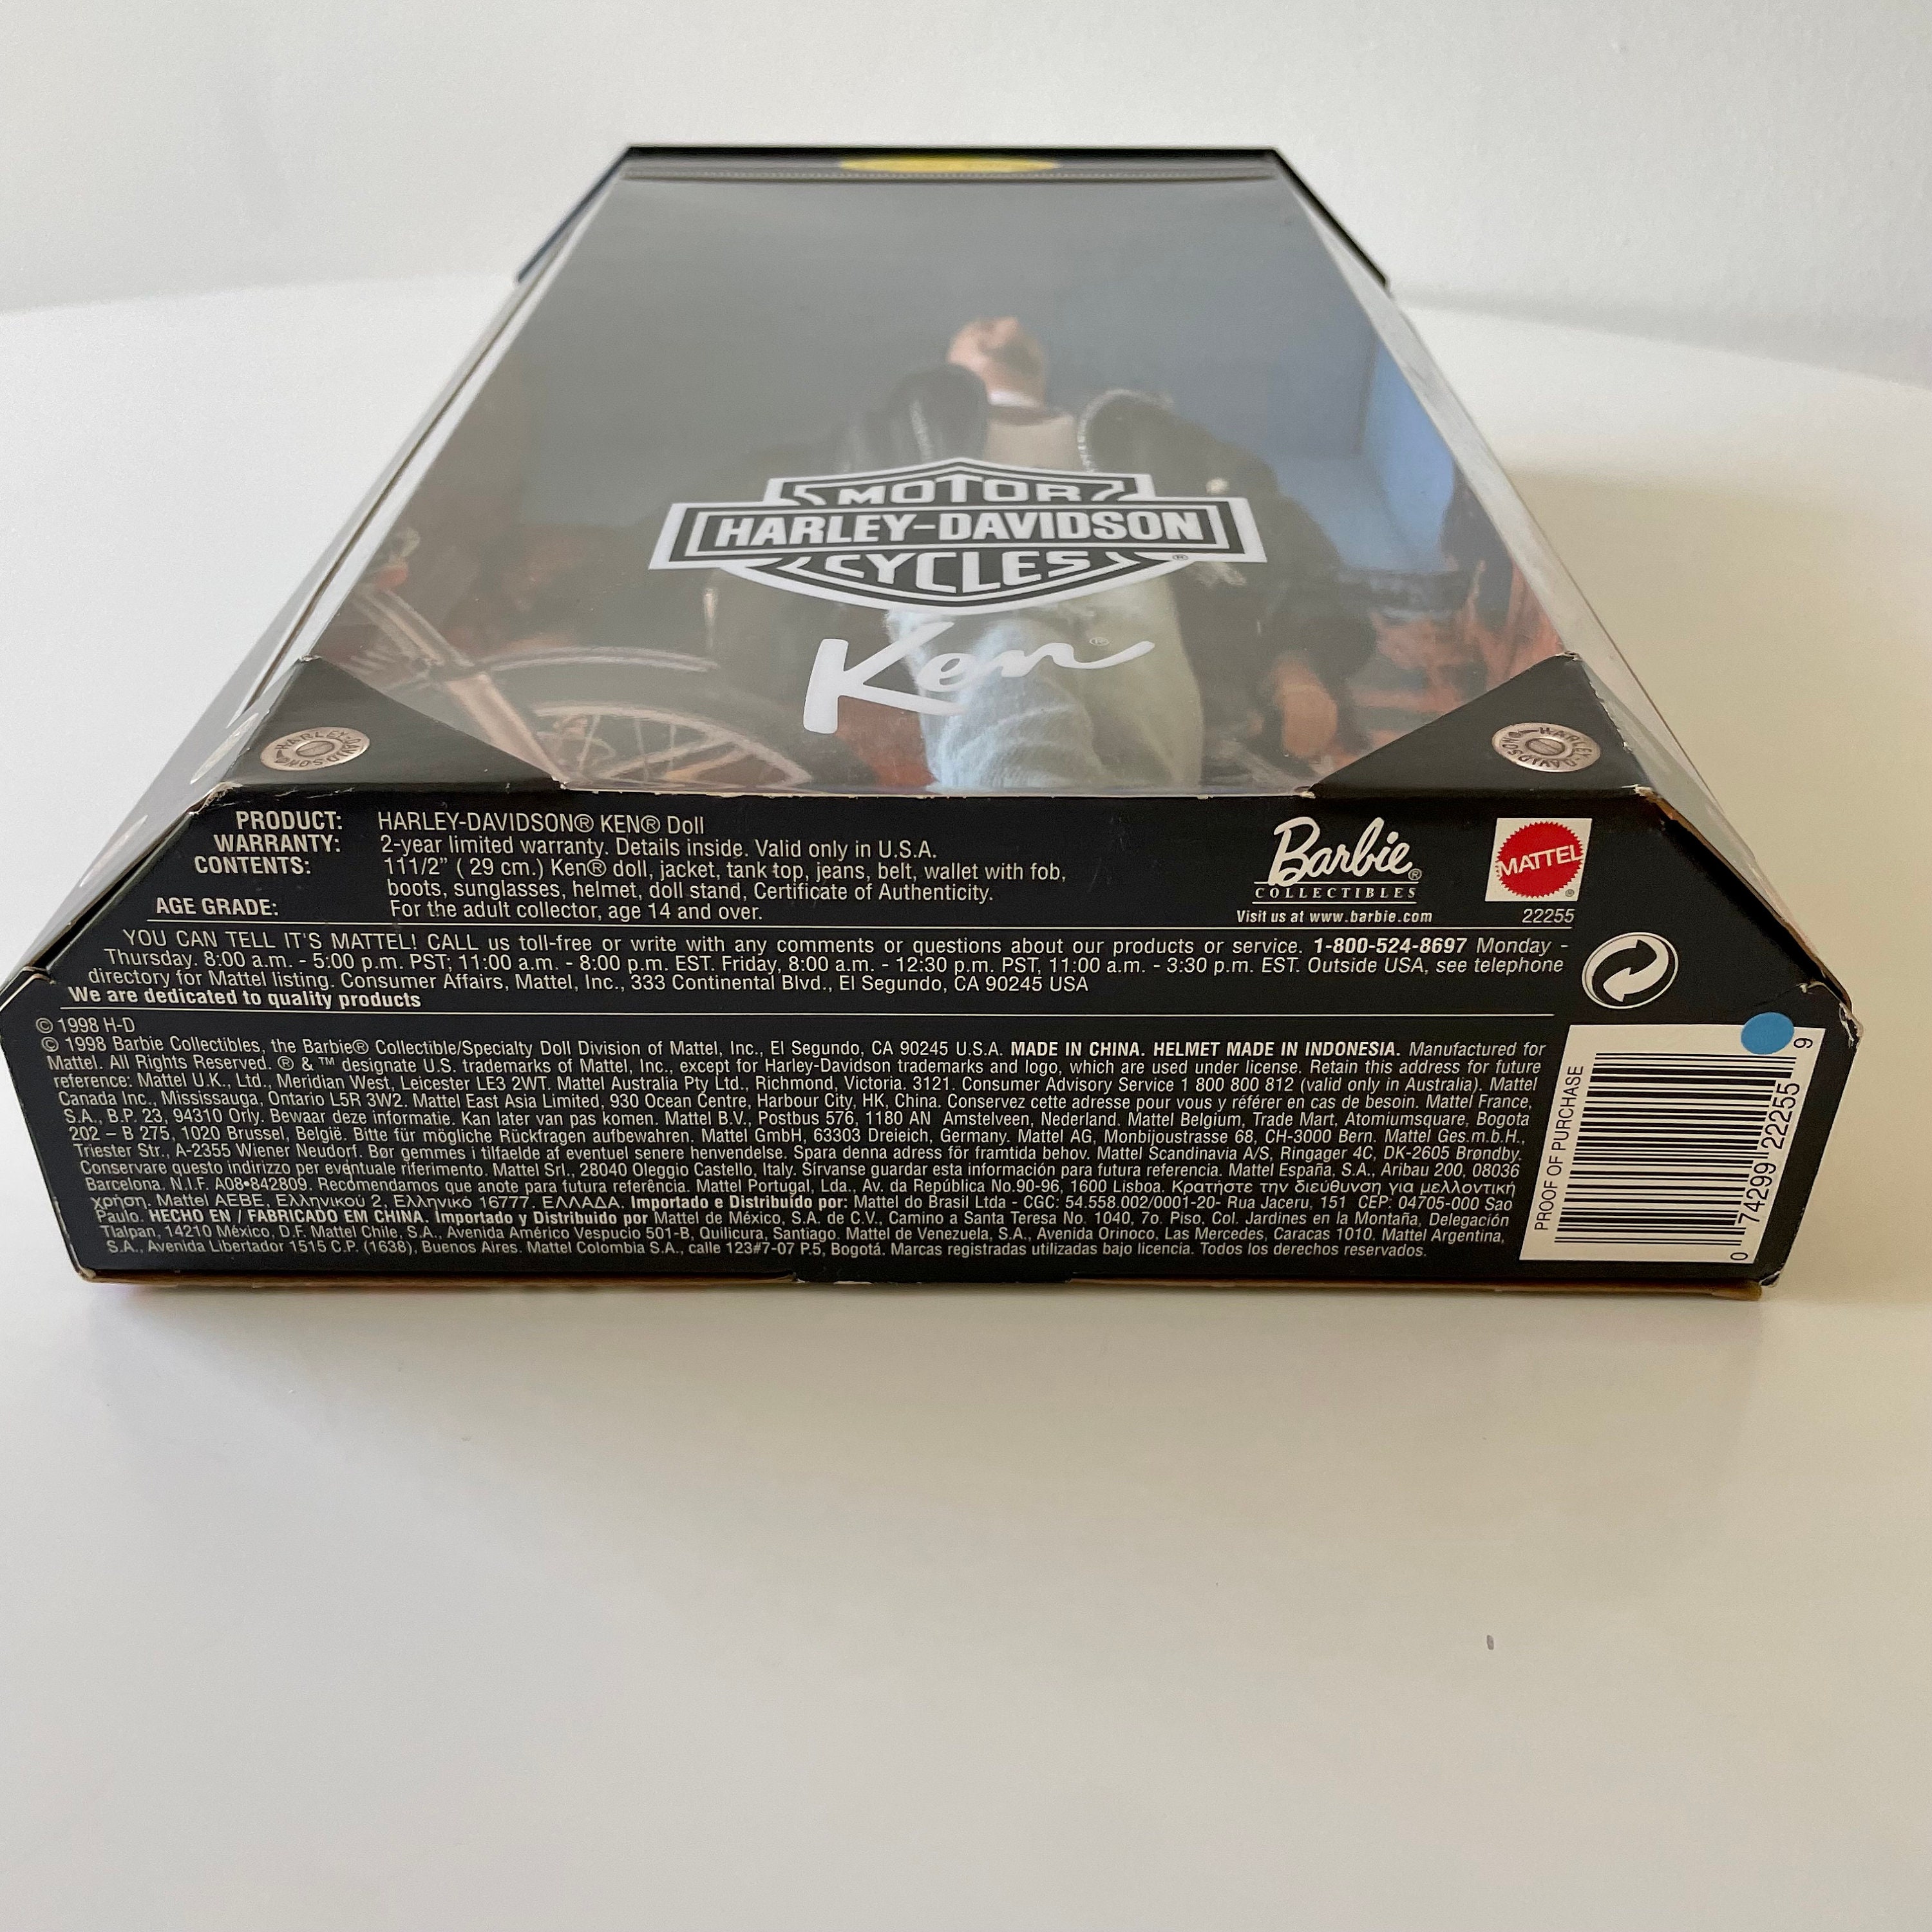 MOTOR
HARLEY-DAVIDSON
CYCLES ®
Ken®
HARLEY-DAVIDSON
HARLEY-DAVIDSON
PRODUCT: HARLEY-DAVIDSON® KEN® Doll
WARRANTY: 2-year limited warranty. Details inside. Valid only in U.S.A.
CONTENTS: 111/2" ( 29 cm.) Ken® doll, jacket, tank top, jeans, belt, wallet with fob,
boots, sunglasses, helmet, doll stand, Certificate of Authenticity.
AGE GRADE: For the adult collector, age 14 and over.
Barbie®
COLLECTIBLES
Visit us at www.barbie.com
MATTEL®
22255
YOU CAN TELL IT'S MATTEL! CALL us toll-free or write with any comments or questions about our products or service. 1-800-524-8697 Monday -
Thursday. 8:00 a.m. - 5:00 p.m. PST; 11:00 a.m. - 8:00 p.m. EST. Friday, 8:00 a.m. - 12:30 p.m. PST, 11:00 a.m. - 3:30 p.m. EST. Outside USA, see telephone
directory for Mattel listing. Consumer Affairs, Mattel, Inc., 333 Continental Blvd., El Segundo, CA 90245 USA
We are dedicated to quality products
© 1998 H-D
© 1998 Barbie Collectibles, the Barbie® Collectible/Specialty Doll Division of Mattel, Inc., El Segundo, CA 90245 U.S.A. MADE IN CHINA. HELMET MADE IN INDONESIA. Manufactured for
Mattel. All Rights Reserved. ® & ™ designate U.S. trademarks of Mattel, Inc., except for Harley-Davidson trademarks and logo, which are used under license. Retain this address for future
reference: Mattel U.K., Ltd., Meridian West, Leicester LE3 2WT. Mattel Australia Pty Ltd., Richmond, Victoria. 3121. Consumer Advisory Service 1 800 800 812 (valid only in Australia). Mattel
Canada Inc., Mississauga, Ontario L5R 3W2. Mattel East Asia Limited, 930 Ocean Centre, Harbour City, HK, China. Conservez cette adresse pour vous y référer en cas de besoin. Mattel France,
S.A., B.P. 23, 94310 Orly. Bewaar deze informatie. Kan later van pas komen. Mattel B.V., Postbus 576, 1180 AN Amstelveen, Nederland. Mattel Belgium, Trade Mart, Atomiumsquare, Bogota
202 – B 275, 1020 Brussel, België. Bitte für mögliche Rückfragen aufbewahren. Mattel GmbH, 63303 Dreieich, Germany. Mattel AG, Monbijoustrasse 68, CH-3000 Bern. Mattel Ges.m.b.H.,
Triester Str., A-2355 Wiener Neudorf. Bør gemmes i tilfaelde af eventuel senere henvendelse. Spara denna adress för framtida behov. Mattel Scandinavia A/S, Ringager 4C, DK-2605 Brøndby.
Conservare questo indirizzo per eventuale riferimento. Mattel Srl., 28040 Oleggio Castello, Italy. Sírvanse guardar esta información para futura referencia. Mattel España, S.A., Aribau 200, 08036
Barcelona. N.I.F. A08•842809. Recomendamos que anote para futura referência. Mattel Portugal, Lda., Av. da República No.90-96, 1600 Lisboa. Κρατήστε την διεύθυνση για μελλοντική
χρήση, Mattel AEBE, Ελληνικού 2, Ελληνικό 16777. ΕΛΛΑΔΑ. Importado e Distribuído por: Mattel do Brasil Ltda - CGC: 54.558.002/0001-20- Rua Jaceru, 151 CEP: 04705-000 Sao
Paulo. HECHO EN / FABRICADO EM CHINA. Importado y Distribuido por Mattel de México, S.A. de C.V., Camino a Santa Teresa No. 1040, 7o. Piso, Col. Jardines en la Montaña, Delegación
Tlalpan, 14210 México, D.F. Mattel Chile, S.A., Avenida Américo Vespucio 501-B, Quilicura, Santiago. Mattel de Venezuela, S.A., Avenida Orinoco. Las Mercedes, Caracas 1010. Mattel Argentina,
S.A., Avenida Libertador 1515 C.P. (1638), Buenos Aires. Mattel Colombia S.A., calle 123#7-07 P.5, Bogotá. Marcas registradas utilizadas bajo licencia. Todos los derechos reservados.
PROOF OF PURCHASE
0 74299 22255 9